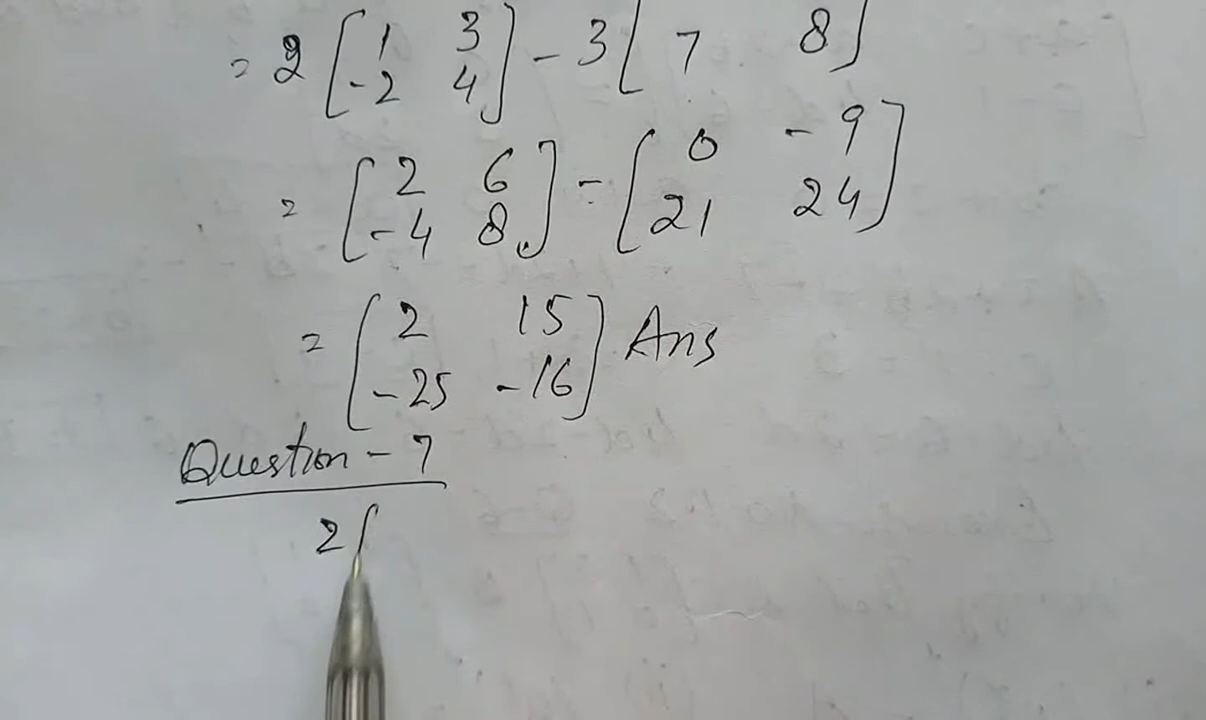 = 2 [ 1 3 ] - 3 [
-2 4 7 8 ]
= [ 2 6 ] - [ 0 -9 ]
-4 8 21 24
= [ 2 15 ] Ans
-25 -16
Question - 7
2 [